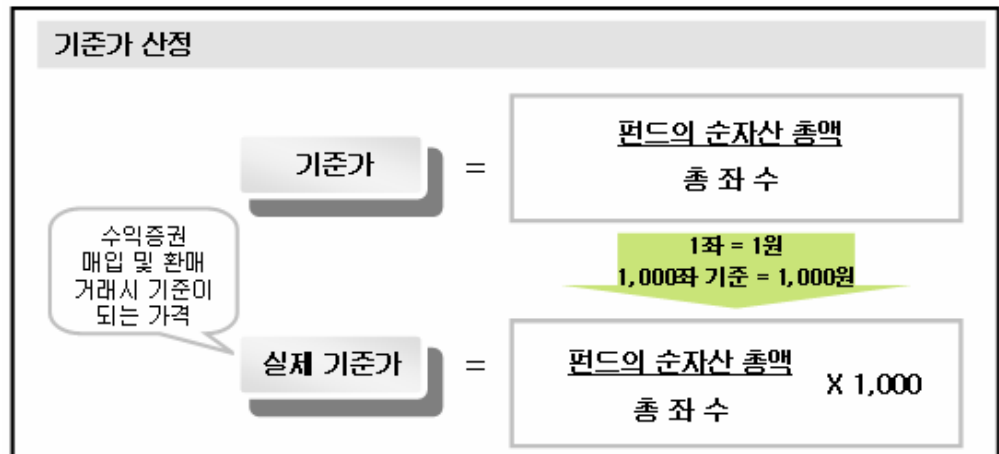 기준가 산정
기준가
=
펀드의 순자산 총액
총 좌 수
1좌 = 1원
1,000좌 기준 = 1,000원
수익증권
매입 및 환매
거래시 기준이
되는 가격
실제 기준가
=
펀드의 순자산 총액
총 좌 수
X 1,000